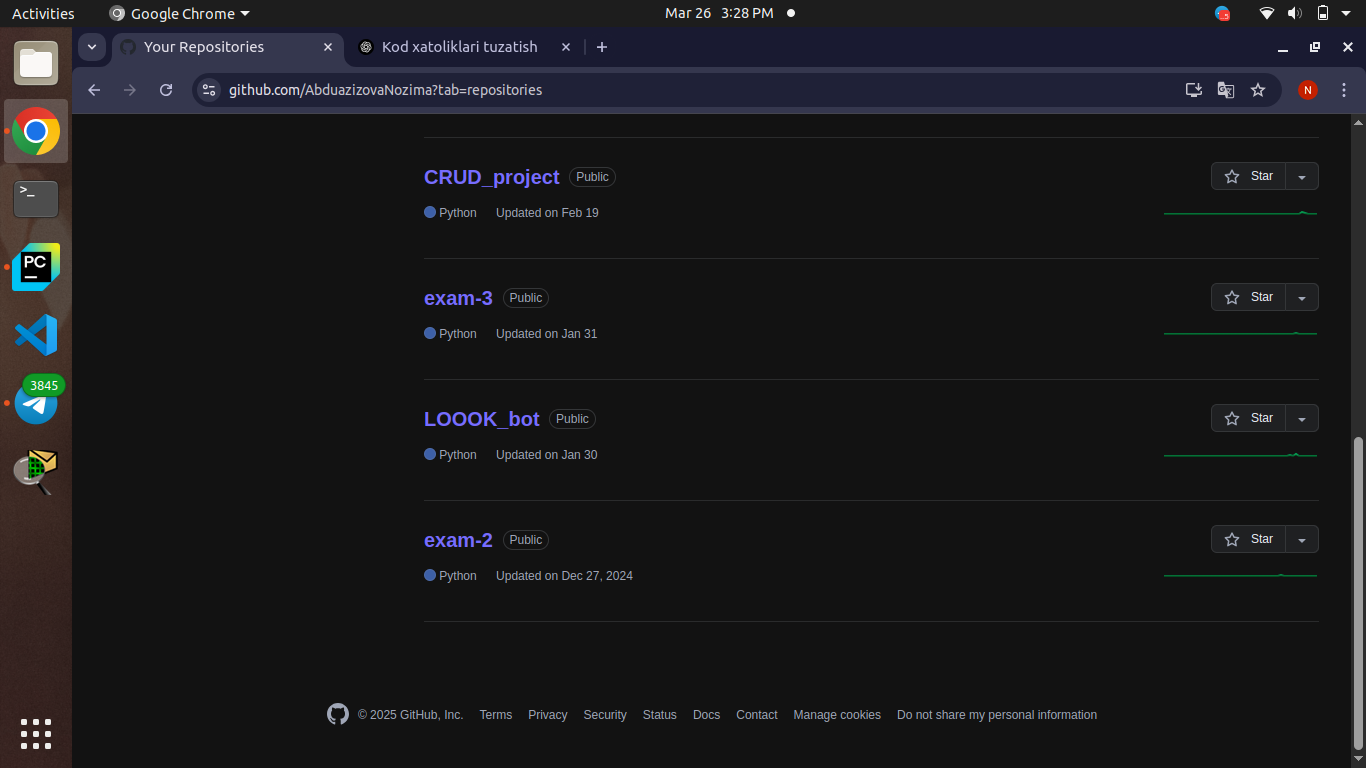 Activities Google Chrome Mar 26 3:28 PM
Your Repositories Kod xatoliklari tuzatish
github.com/AbduazizovaNozima?tab=repositories N
CRUD_project Public Star
Python Updated on Feb 19
exam-3 Public Star
Python Updated on Jan 31
LOOOK_bot Public Star
Python Updated on Jan 30
exam-2 Public Star
Python Updated on Dec 27, 2024
© 2025 GitHub, Inc. Terms Privacy Security Status Docs Contact Manage cookies Do not share my personal information
>_
PC
3845